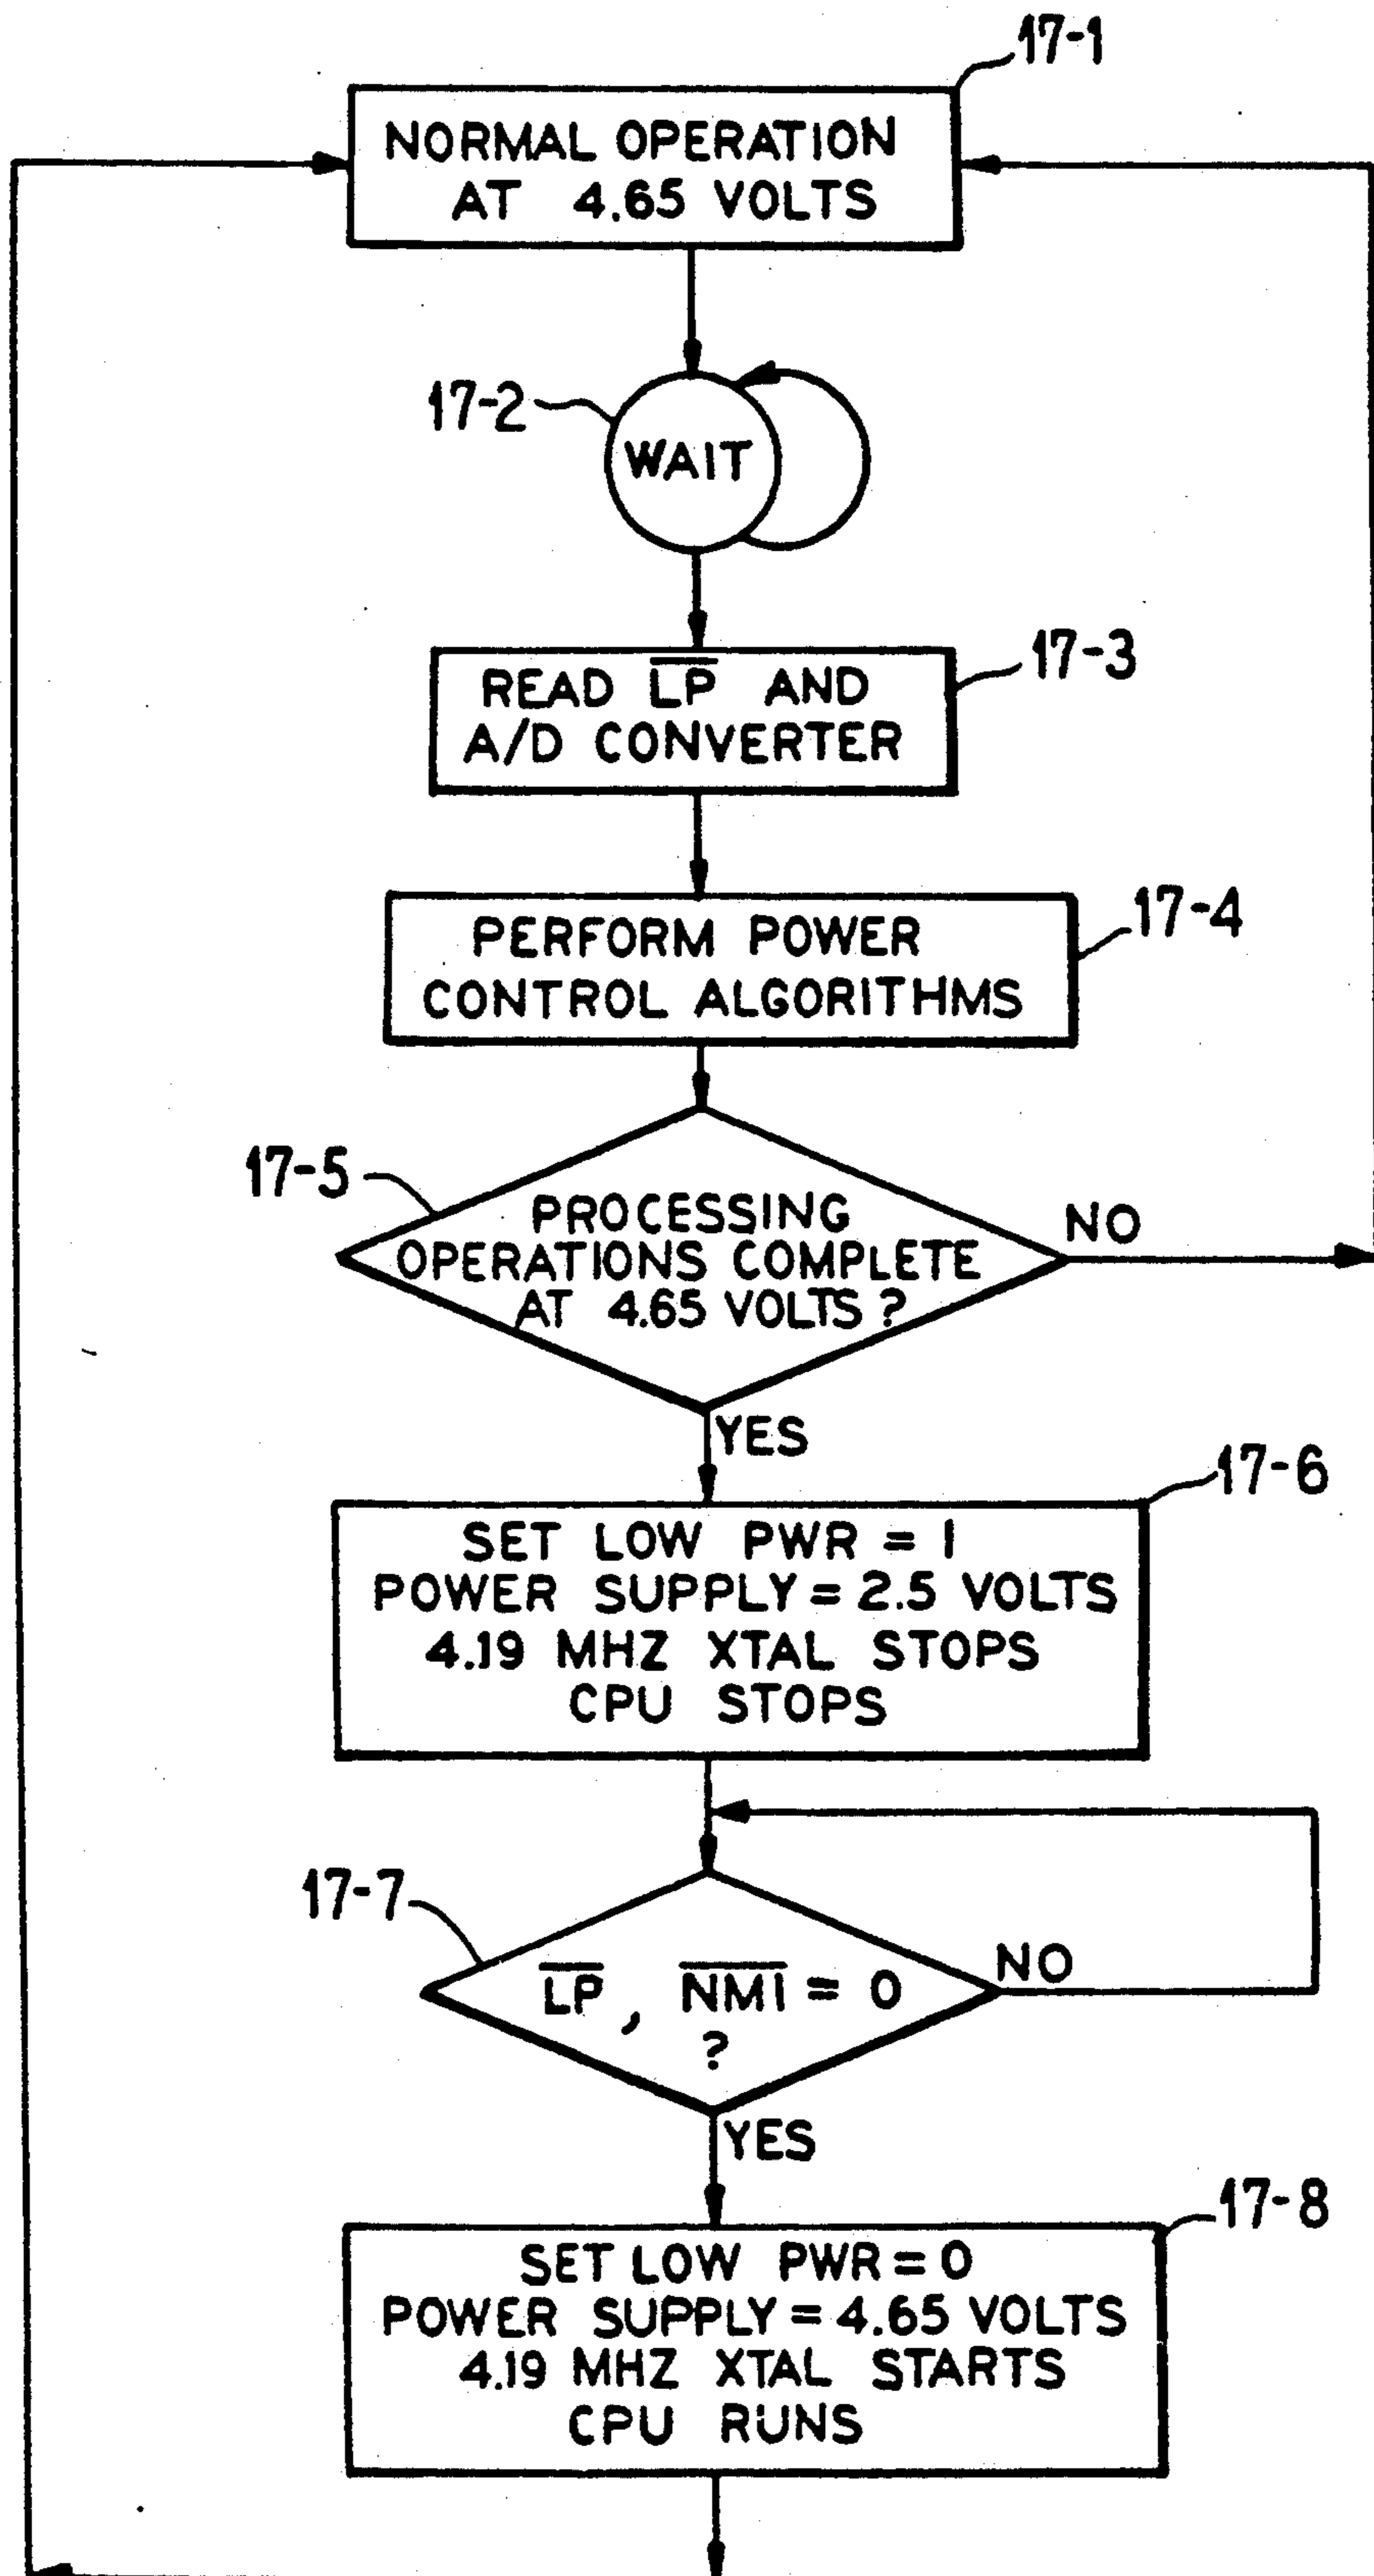 17-1
NORMAL OPERATION
AT 4.65 VOLTS
17-2
WAIT
17-3
READ L̅P̅ AND
A/D CONVERTER
17-4
PERFORM POWER
CONTROL ALGORITHMS
17-5
PROCESSING
OPERATIONS COMPLETE
AT 4.65 VOLTS ?
NO
YES
17-6
SET LOW PWR = 1
POWER SUPPLY = 2.5 VOLTS
4.19 MHZ XTAL STOPS
CPU STOPS
17-7
L̅P̅ , N̅M̅I̅ = 0
?
NO
YES
17-8
SET LOW PWR = 0
POWER SUPPLY = 4.65 VOLTS
4.19 MHZ XTAL STARTS
CPU RUNS